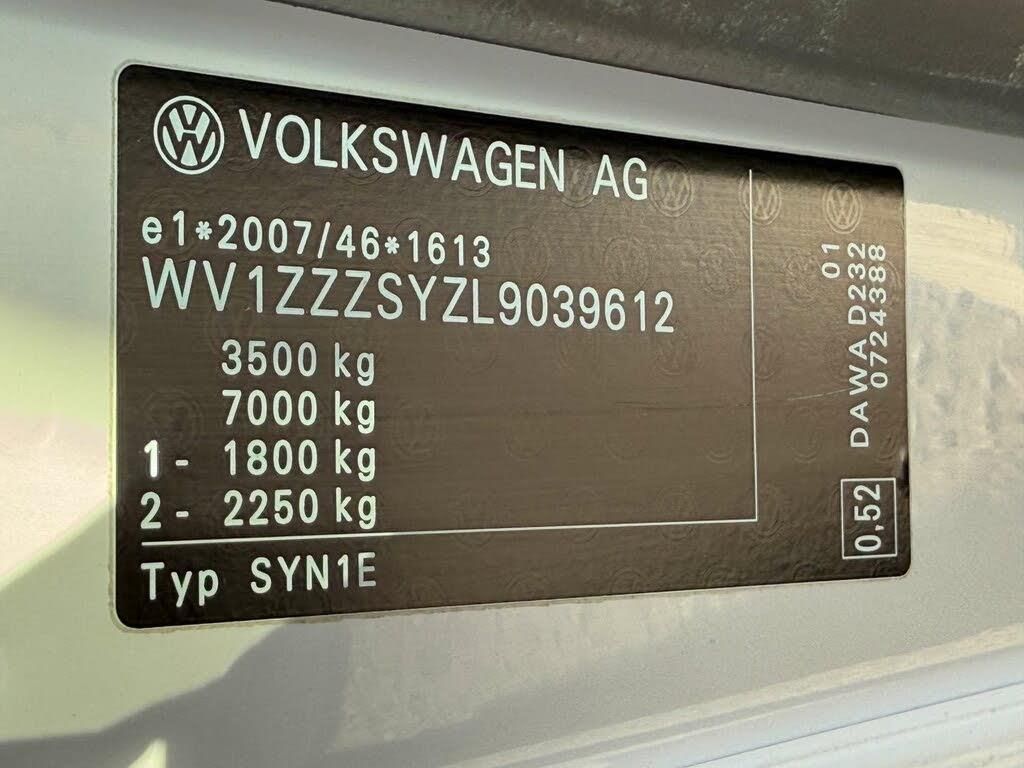 VOLKSWAGEN AG
e1*2007/46*1613
WV1ZZZSYZL9039612
3500 kg
7000 kg
1 - 1800 kg
2 - 2250 kg
Typ SYN1E
01
DAWA D232
0724388
0,52